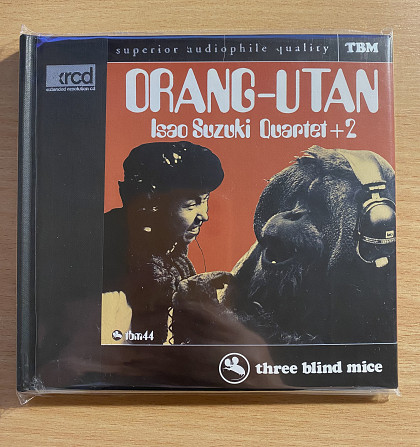 xrcd
extended resolution cd
superior audiophile quality
TBM
ORANG-UTAN
Isao Suzuki Quartet+2
tbm44
three blind mice